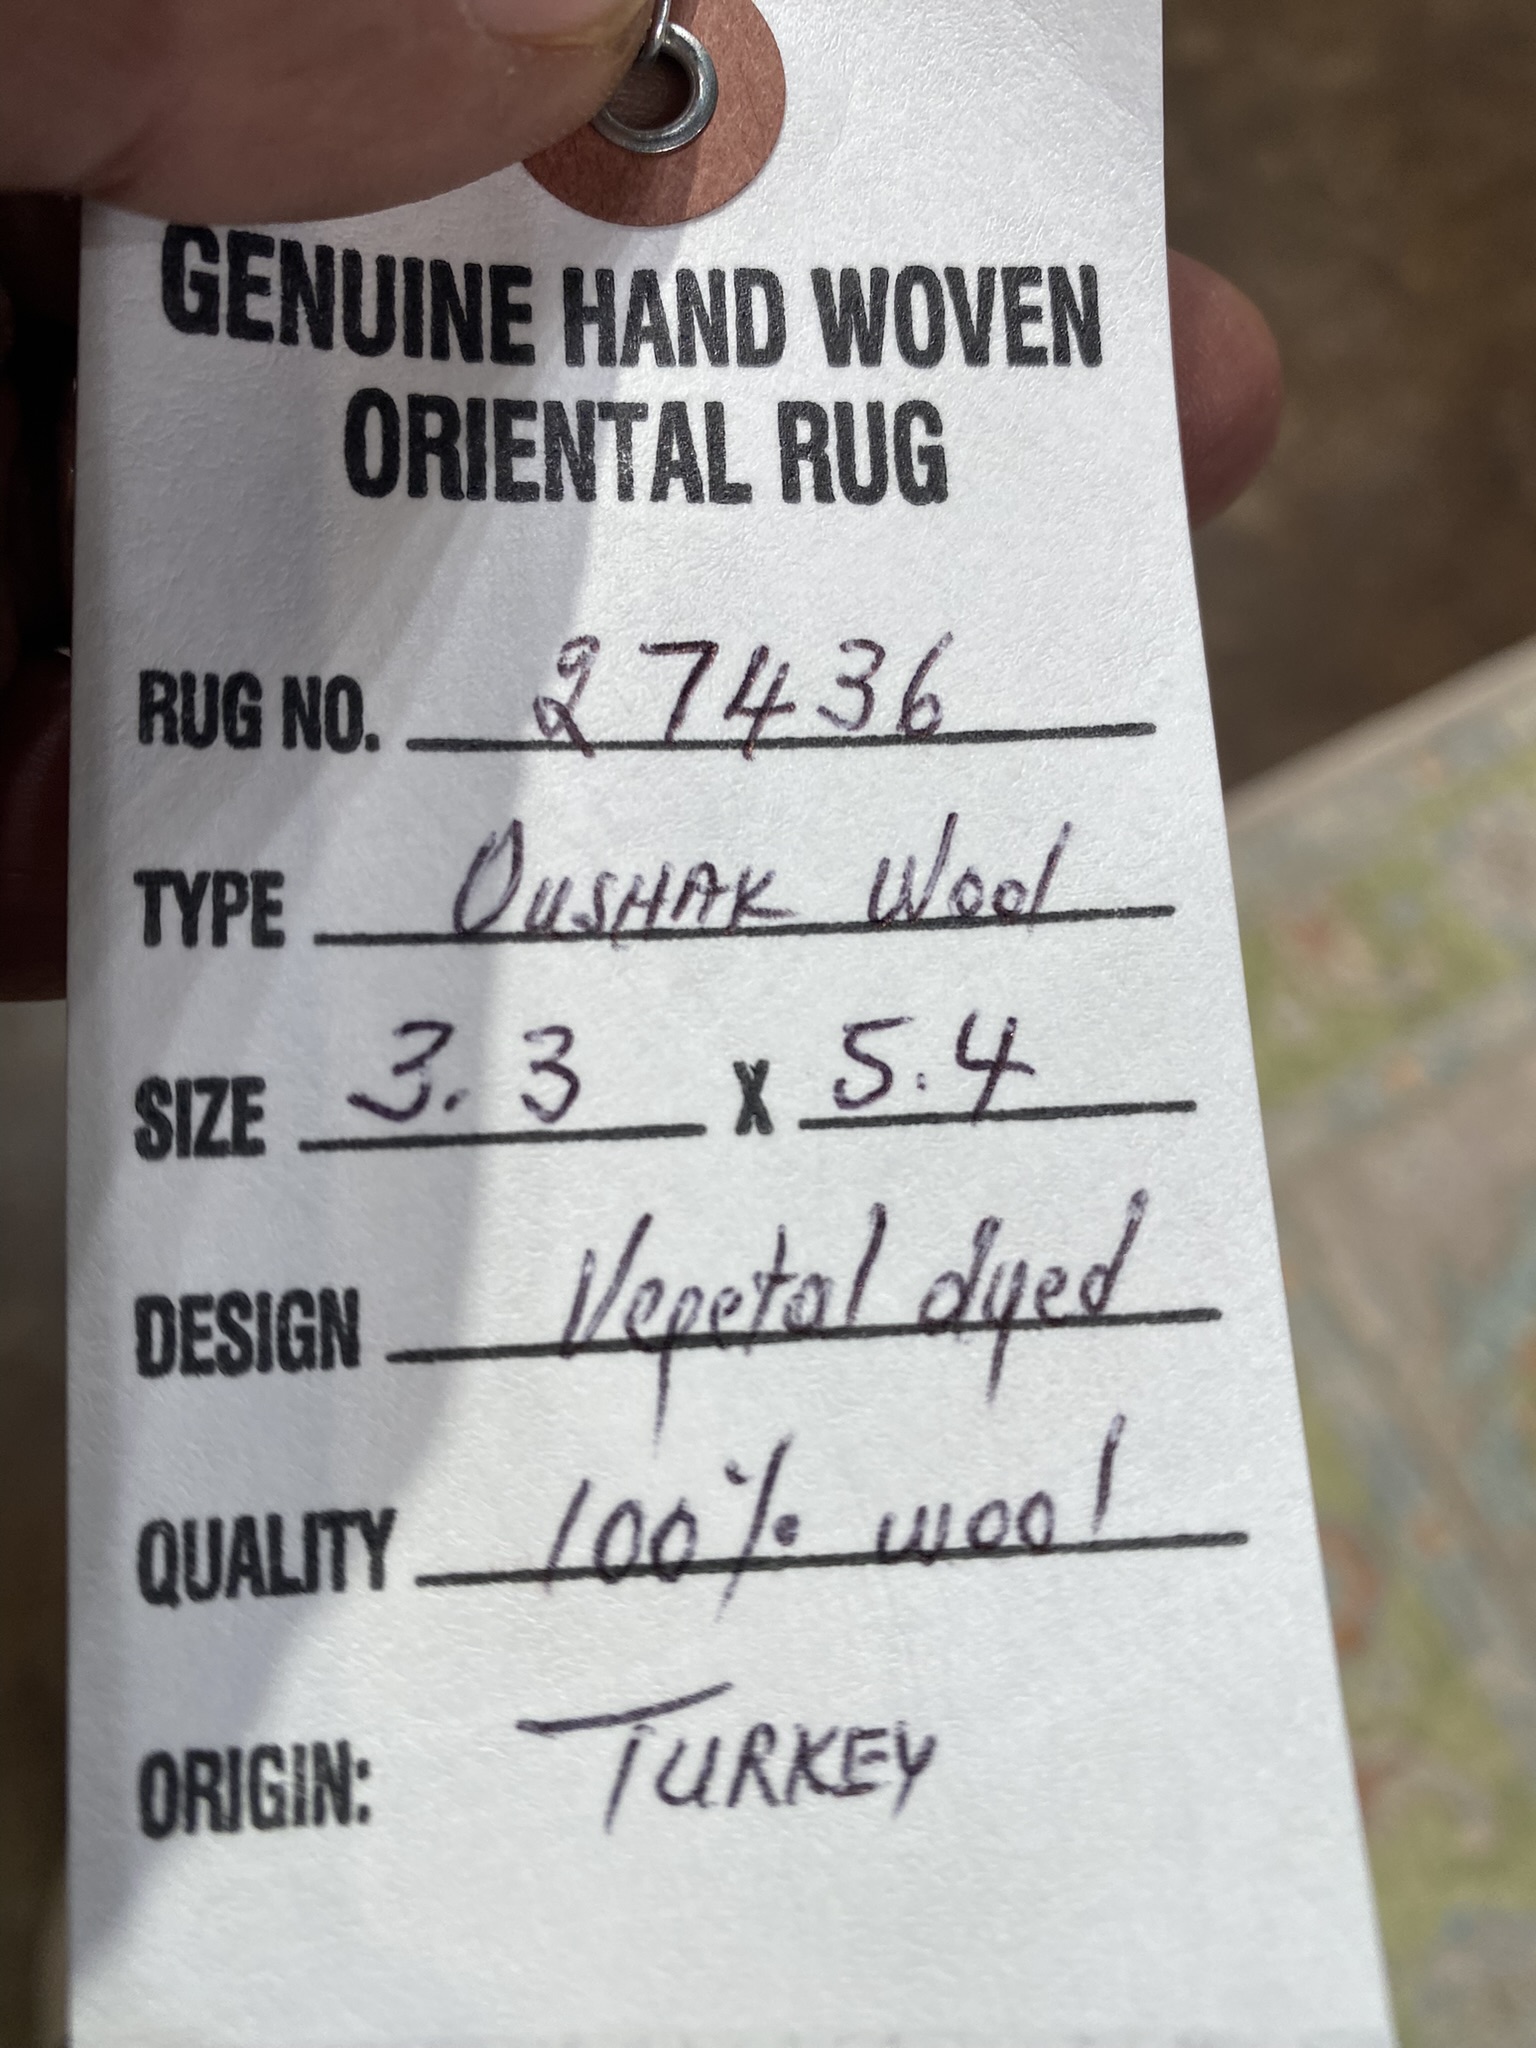 GENUINE HAND WOVEN
ORIENTAL RUG
RUG NO. 27436
TYPE OUSHAK Wool
SIZE 3.3 X 5.4
DESIGN Vegetal dyed
QUALITY 100% wool
ORIGIN: TURKEY